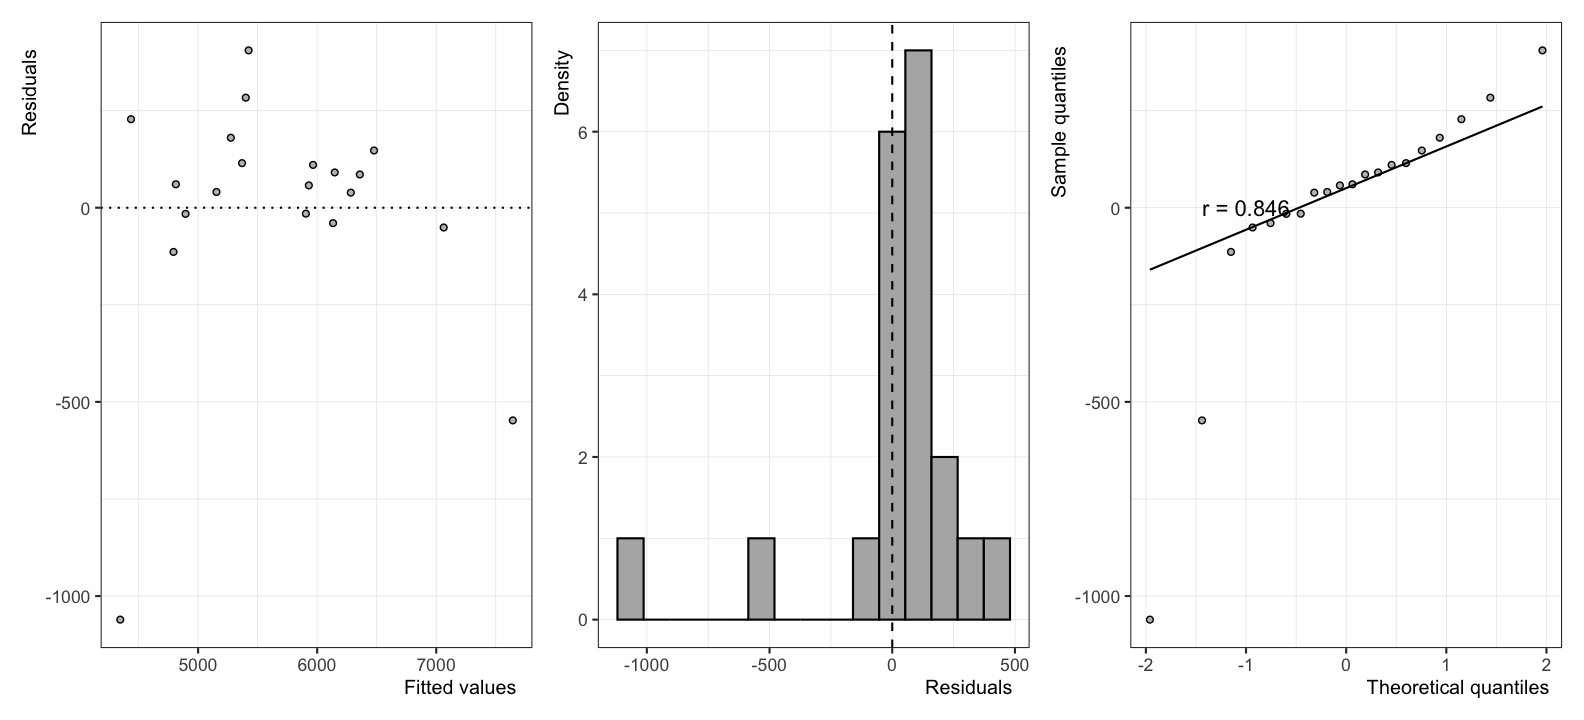 Residuals
0
-500
-1000
5000 6000 7000
Fitted values
Density
6
4
2
0
-1000 -500 0 500
Residuals
Sample quantiles
r = 0.846
0
-500
-1000
-2 -1 0 1 2
Theoretical quantiles